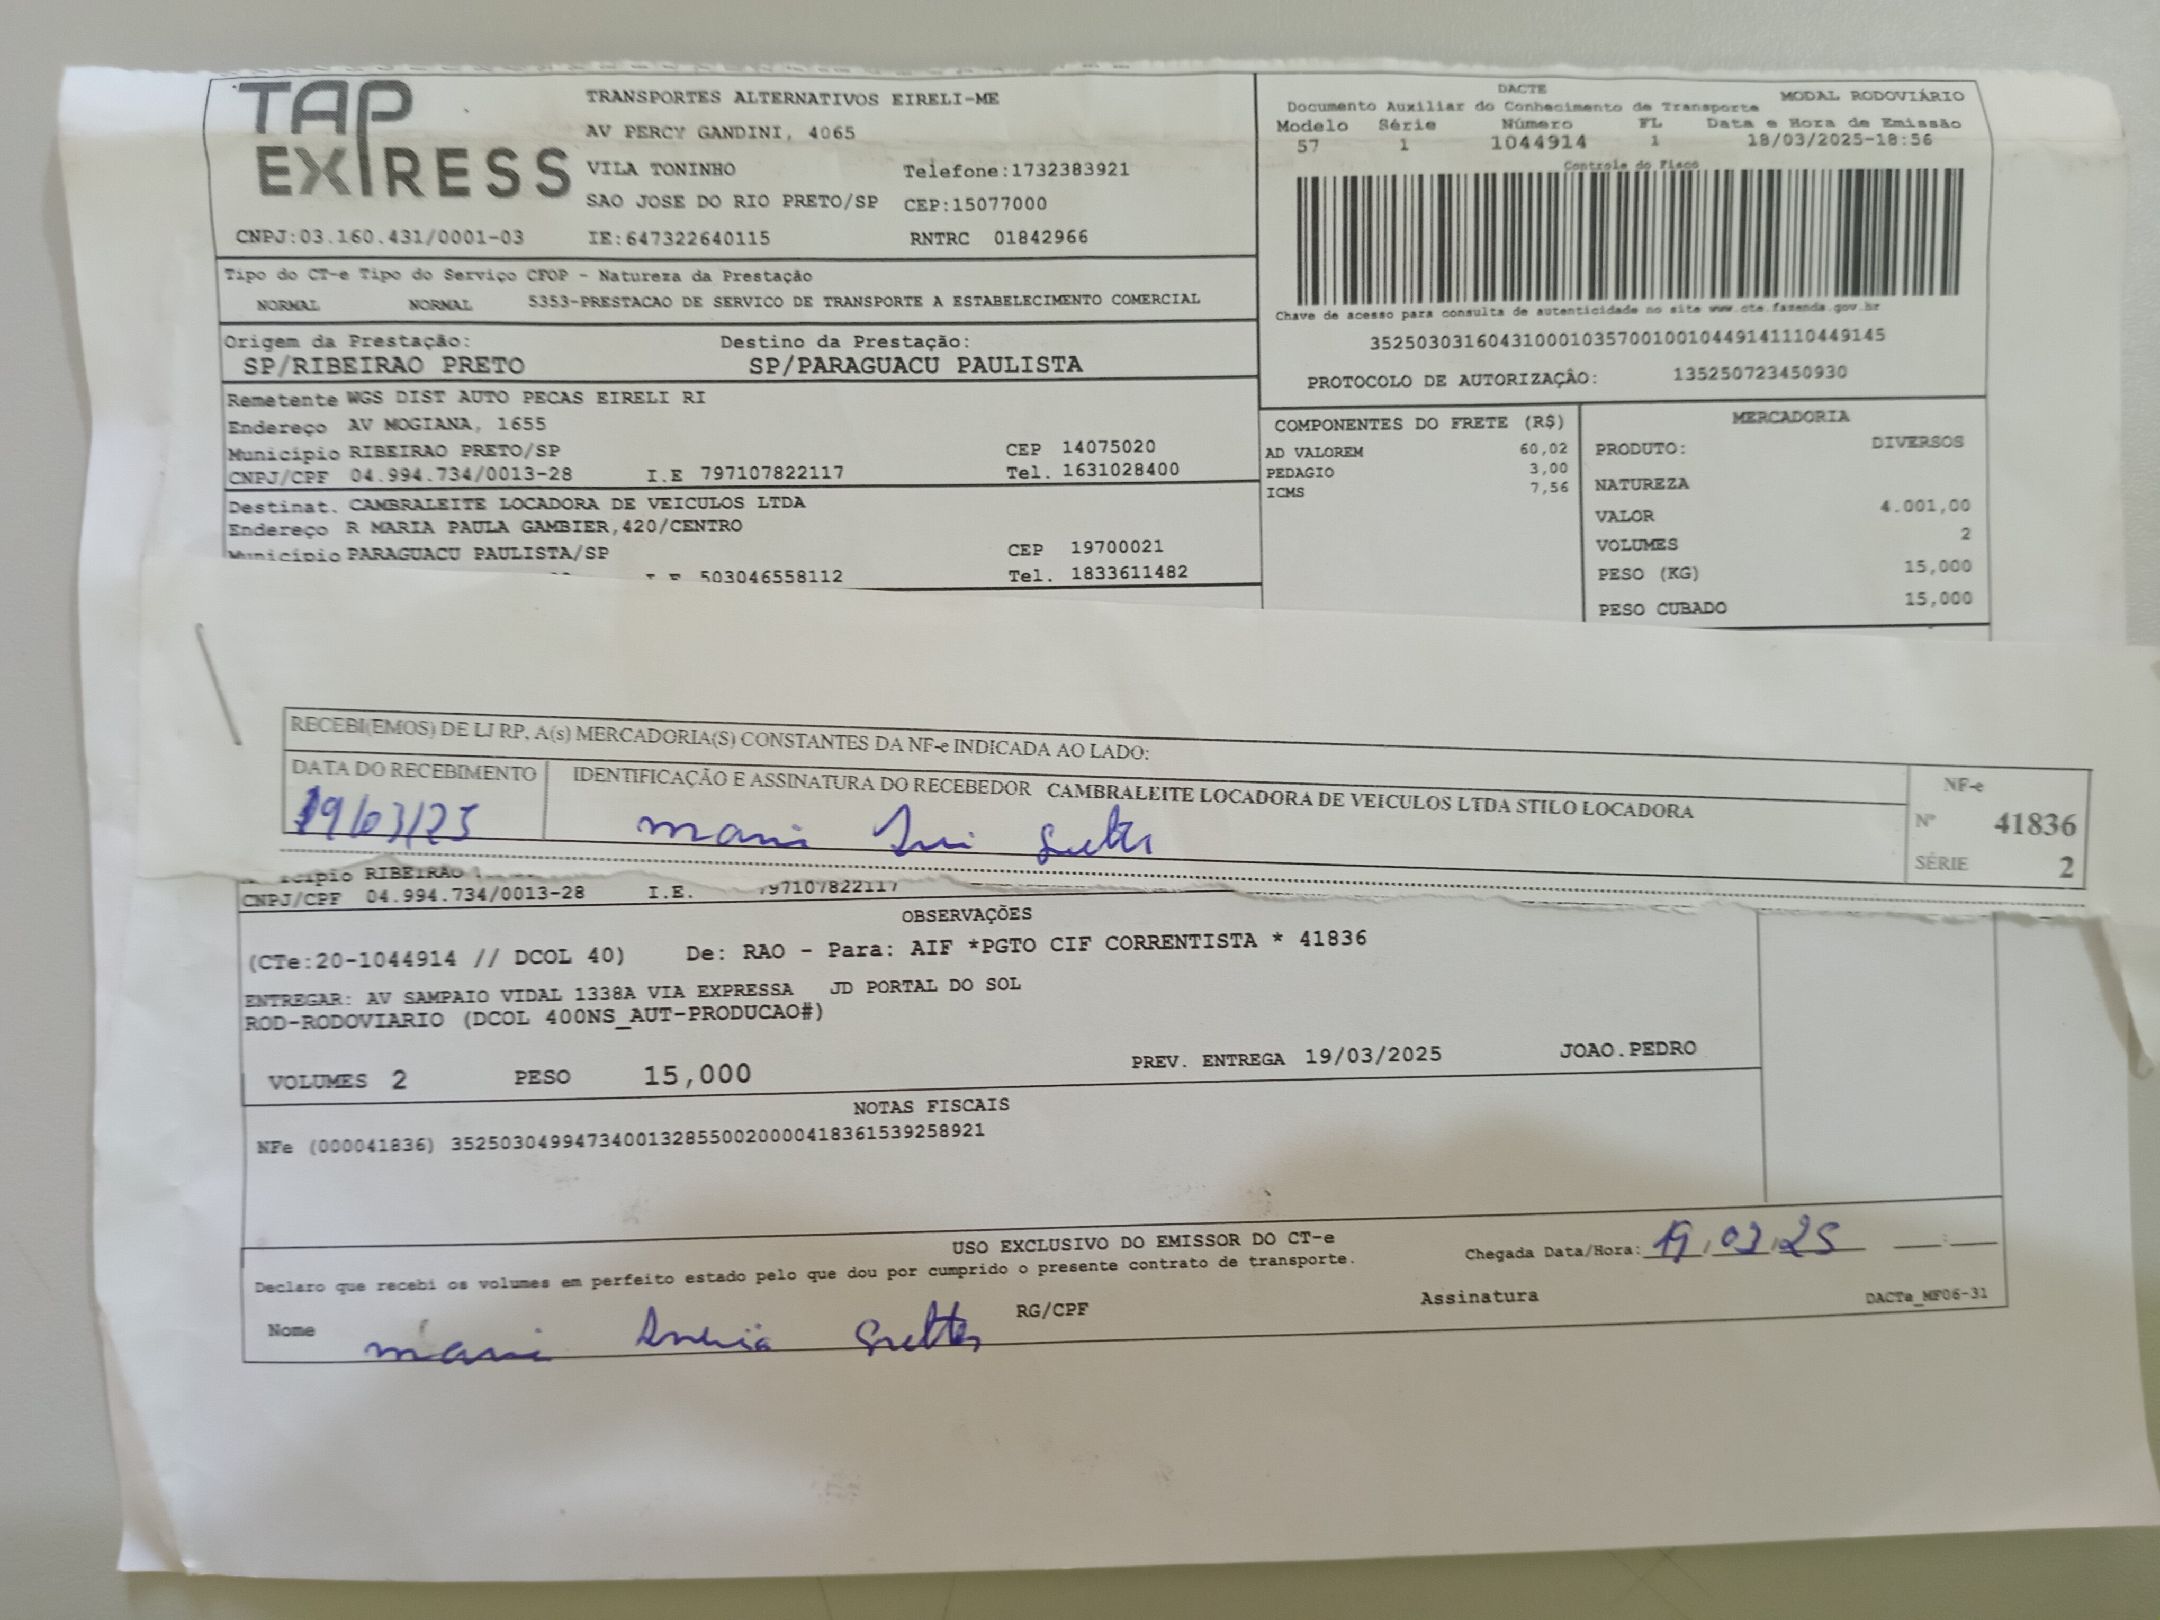 TAP EXPRESS
TRANSPORTES ALTERNATIVOS EIRELI-ME
AV PERCY GANDINI, 4065
VILA TONINHO Telefone:1732383921
SAO JOSE DO RIO PRETO/SP CEP:15077000
CNPJ:03.160.431/0001-03 IE:647322640115 RNTRC 01842966
DACTE MODAL RODOVIÁRIO
Documento Auxiliar do Conhecimento de Transporte
Modelo Série Número FL Data e Hora de Emissão
57 1 1044914 1 18/03/2025-18:56
Controle do Fisco
Chave de acesso para consulta de autenticidade no site www.cte.fazenda.gov.br
35250303160431000103570010010449141110449145
PROTOCOLO DE AUTORIZAÇÃO: 135250723450930
Tipo do CT-e Tipo do Serviço CFOP - Natureza da Prestação
NORMAL NORMAL 5353-PRESTACAO DE SERVICO DE TRANSPORTE A ESTABELECIMENTO COMERCIAL
Origem da Prestação: Destino da Prestação:
SP/RIBEIRAO PRETO SP/PARAGUACU PAULISTA
Remetente WGS DIST AUTO PECAS EIRELI RI
Endereço AV MOGIANA, 1655
Município RIBEIRAO PRETO/SP CEP 14075020
CNPJ/CPF 04.994.734/0013-28 I.E 797107822117 Tel. 1631028400
Destinat. CAMBRALEITE LOCADORA DE VEICULOS LTDA
Endereço R MARIA PAULA GAMBIER,420/CENTRO
Município PARAGUACU PAULISTA/SP CEP 19700021
503046558112 Tel. 1833611482
COMPONENTES DO FRETE (R$)
AD VALOREM 60,02
PEDAGIO 3,00
ICMS 7,56
MERCADORIA
PRODUTO: DIVERSOS
NATUREZA
VALOR 4.001,00
VOLUMES 2
PESO (KG) 15,000
PESO CUBADO 15,000
RECEBI(EMOS) DE LJ RP, A(s) MERCADORIA(S) CONSTANTES DA NF-e INDICADA AO LADO:
DATA DO RECEBIMENTO IDENTIFICAÇÃO E ASSINATURA DO RECEBEDOR CAMBRALEITE LOCADORA DE VEICULOS LTDA STILO LOCADORA
19/03/25
NF-e
Nº 41836
SÉRIE 2
RIBEIRAO
CNPJ/CPF 04.994.734/0013-28 I.E. 797107822117
OBSERVAÇÕES
(CTe:20-1044914 // DCOL 40) De: RAO - Para: AIF *PGTO CIF CORRENTISTA * 41836
ENTREGAR: AV SAMPAIO VIDAL 1338A VIA EXPRESSA JD PORTAL DO SOL
ROD-RODOVIARIO (DCOL 400NS_AUT-PRODUCAO#)
VOLUMES 2 PESO 15,000 PREV. ENTREGA 19/03/2025 JOAO.PEDRO
NOTAS FISCAIS
NFe (000041836) 35250304994734001328550020000418361539258921
USO EXCLUSIVO DO EMISSOR DO CT-e
Declaro que recebi os volumes em perfeito estado pelo que dou por cumprido o presente contrato de transporte.
Chegada Data/Hora: 19/03/25 __:__
Nome RG/CPF Assinatura DACTe_MF06-31